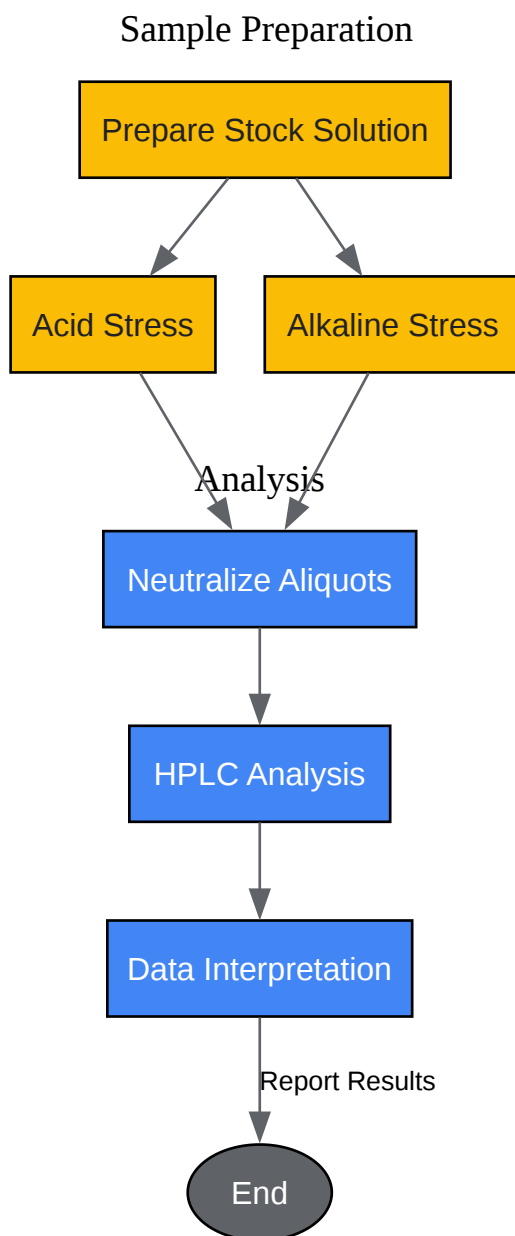 Sample Preparation
Prepare Stock Solution
Acid Stress
Alkaline Stress
Analysis
Neutralize Aliquots
HPLC Analysis
Data Interpretation
Report Results
End